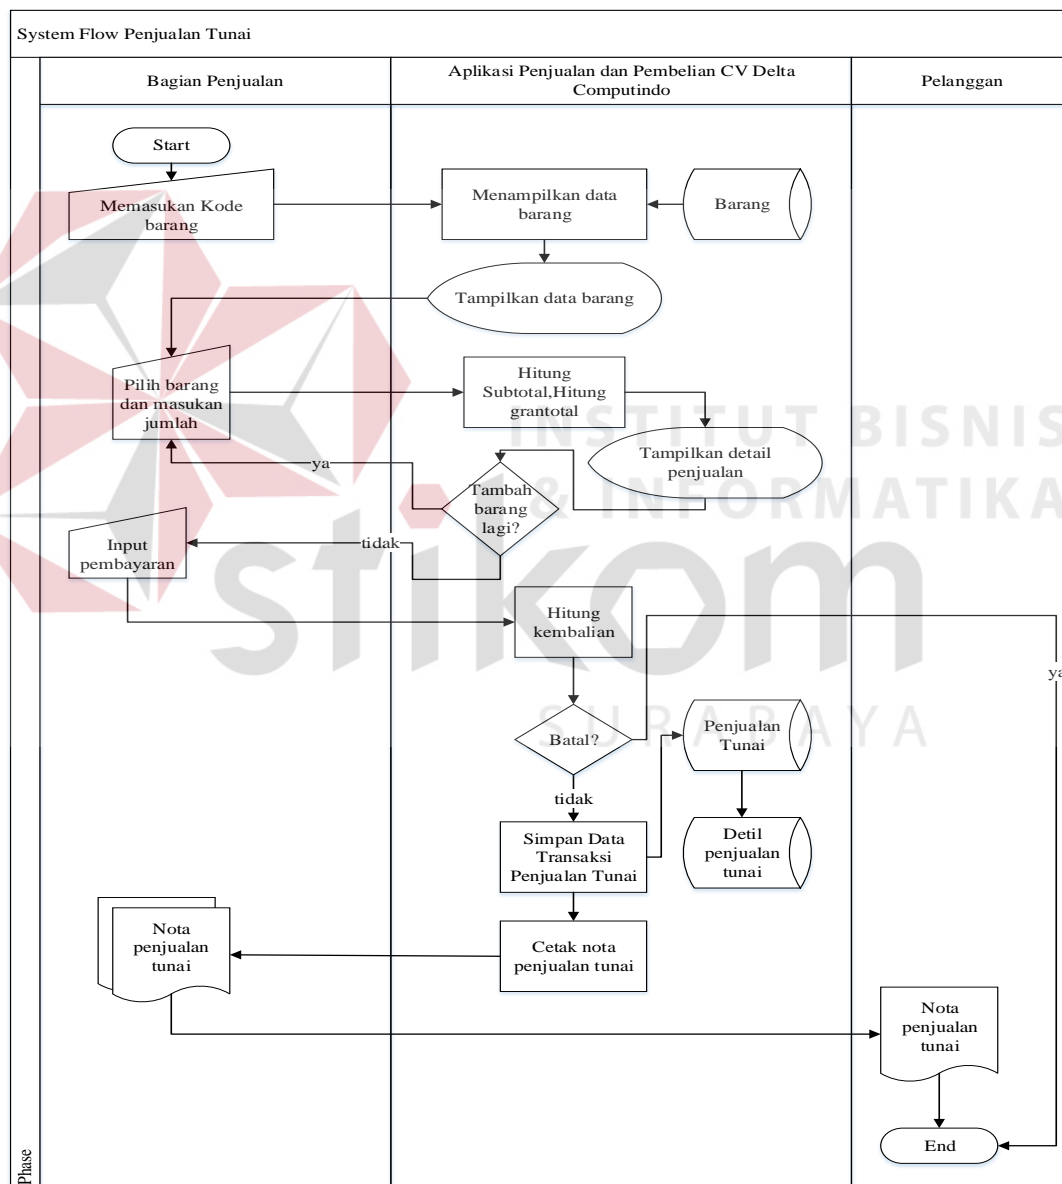 System Flow Penjualan Tunai
Bagian Penjualan
Aplikasi Penjualan dan Pembelian CV Delta
Computindo
Pelanggan
Start
Memasukan Kode
barang
Menampilkan data
barang
Barang
Tampilkan data barang
Pilih barang
dan masukan
jumlah
Hitung
Subtotal,Hitung
grantotal
INSTITUT BISNIS
Tampilkan detail
penjualan
ya
Tambah
barang
lagi?
& INFORMATIKA
Input
pembayaran
tidak
stikom
Hitung
kembalian
ya
SURABAYA
Batal?
Penjualan
Tunai
tidak
Simpan Data
Transaksi
Penjualan Tunai
Detil
penjualan
tunai
Nota
penjualan
tunai
Cetak nota
penjualan tunai
Nota
penjualan
tunai
End
Phase